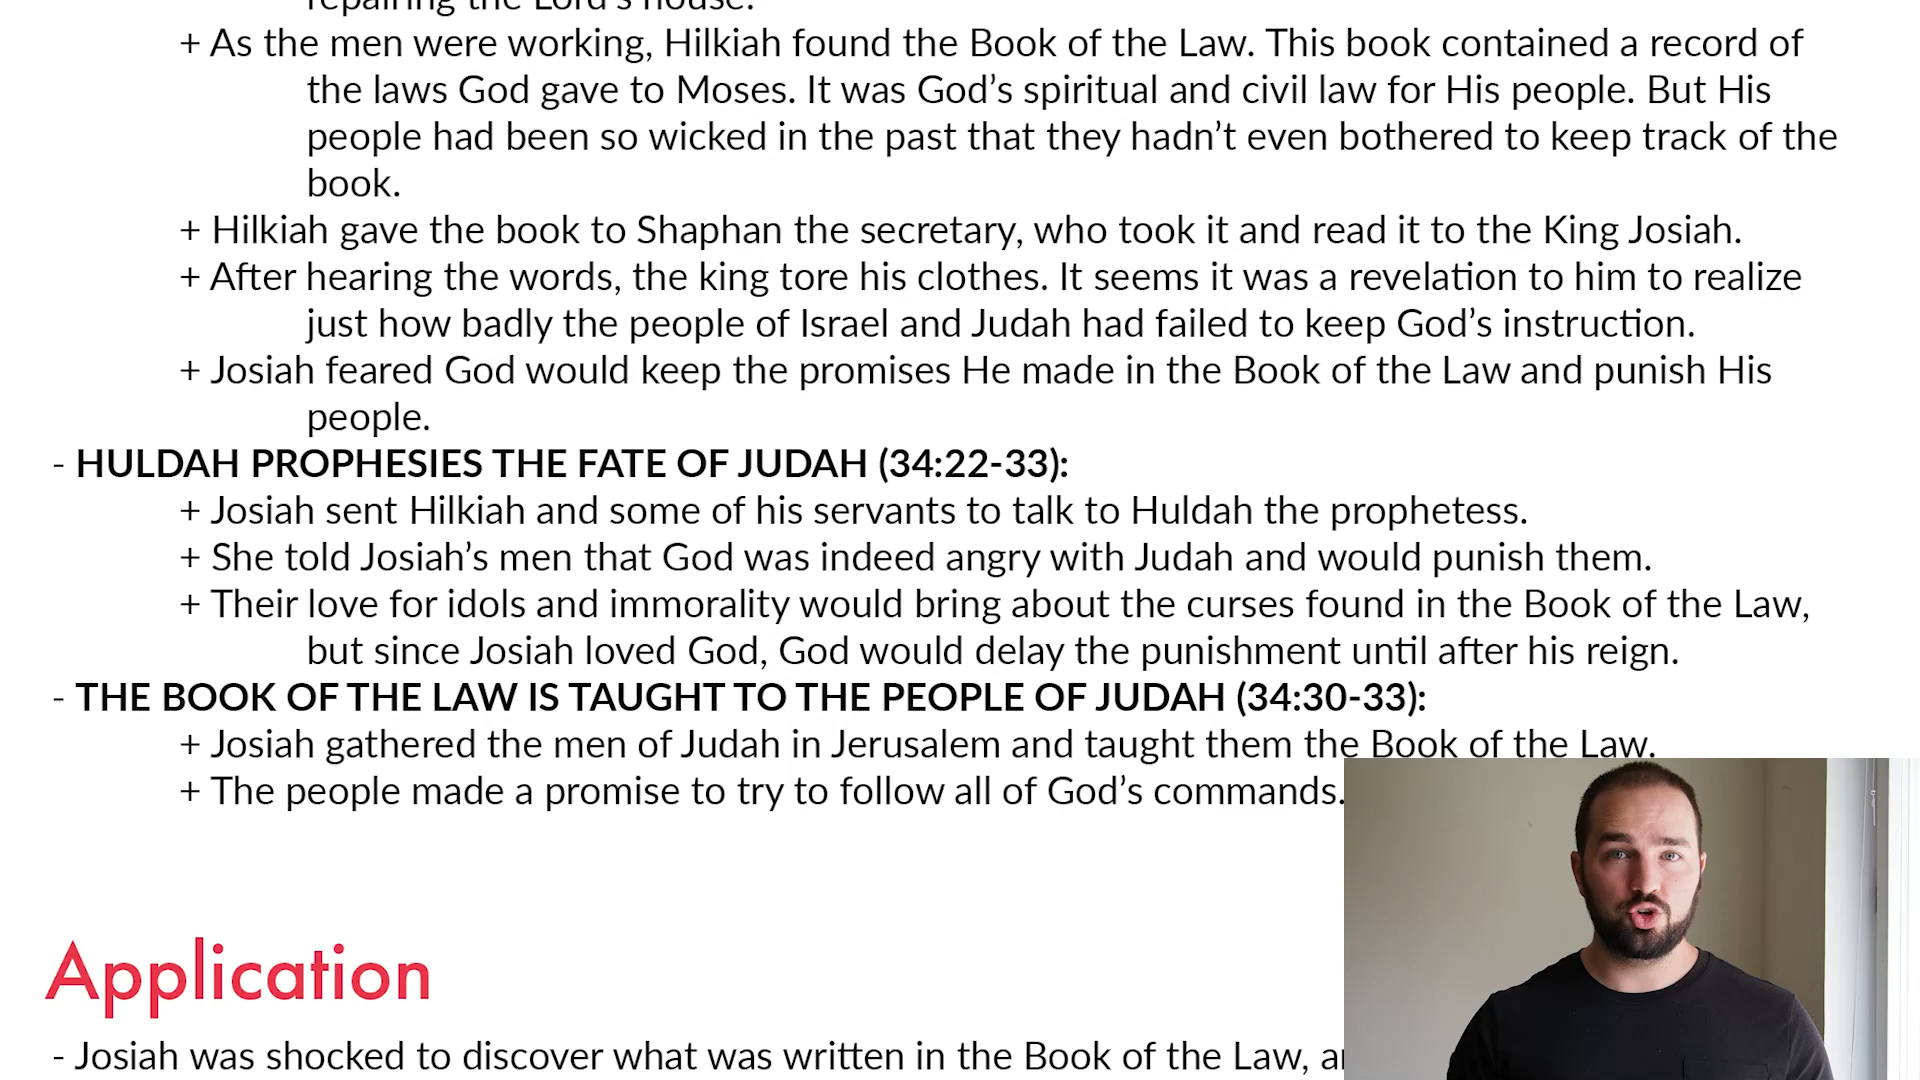 repairing the Lord's house.
+ As the men were working, Hilkiah found the Book of the Law. This book contained a record of
the laws God gave to Moses. It was God’s spiritual and civil law for His people. But His
people had been so wicked in the past that they hadn’t even bothered to keep track of the
book.
+ Hilkiah gave the book to Shaphan the secretary, who took it and read it to the King Josiah.
+ After hearing the words, the king tore his clothes. It seems it was a revelation to him to realize
just how badly the people of Israel and Judah had failed to keep God’s instruction.
+ Josiah feared God would keep the promises He made in the Book of the Law and punish His
people.
- HULDAH PROPHESIES THE FATE OF JUDAH (34:22-33):
+ Josiah sent Hilkiah and some of his servants to talk to Huldah the prophetess.
+ She told Josiah’s men that God was indeed angry with Judah and would punish them.
+ Their love for idols and immorality would bring about the curses found in the Book of the Law,
but since Josiah loved God, God would delay the punishment until after his reign.
- THE BOOK OF THE LAW IS TAUGHT TO THE PEOPLE OF JUDAH (34:30-33):
+ Josiah gathered the men of Judah in Jerusalem and taught them the Book of the Law.
+ The people made a promise to try to follow all of God’s commands.
Application
- Josiah was shocked to discover what was written in the Book of the Law,